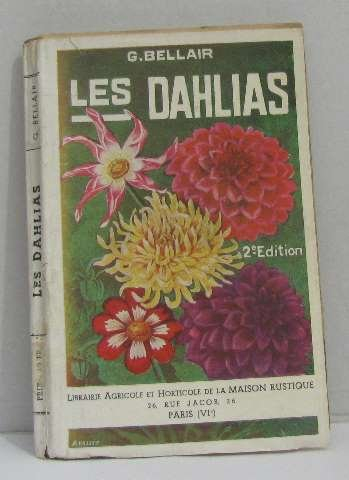 G. BELLAIR
LES DAHLIAS
2e Edition
LIBRAIRIE AGRICOLE ET HORTICOLE DE LA MAISON RUSTIQUE
26, RUE JACOB, 26
PARIS (VIe)
G. BELLAIR
LES DAHLIAS